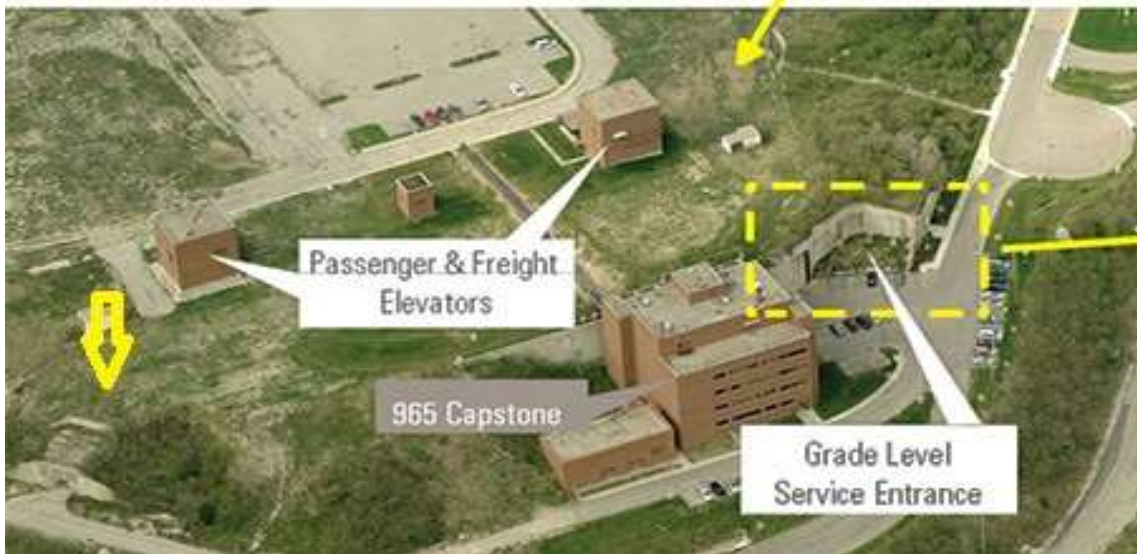 Passenger & Freight
Elevators
965 Capstone
Grade Level
Service Entrance